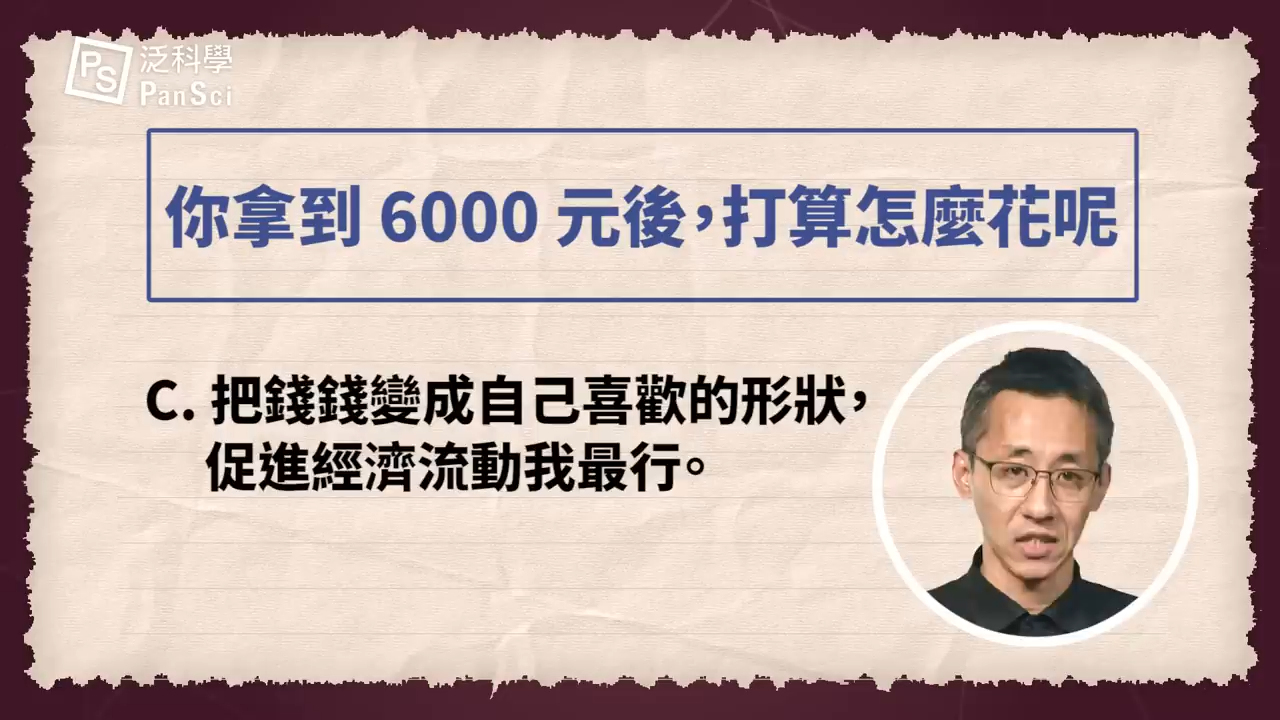 PS 泛科學
PanSci
你拿到 6000 元後，打算怎麼花呢
C. 把錢錢變成自己喜歡的形狀，
促進經濟流動我最行。